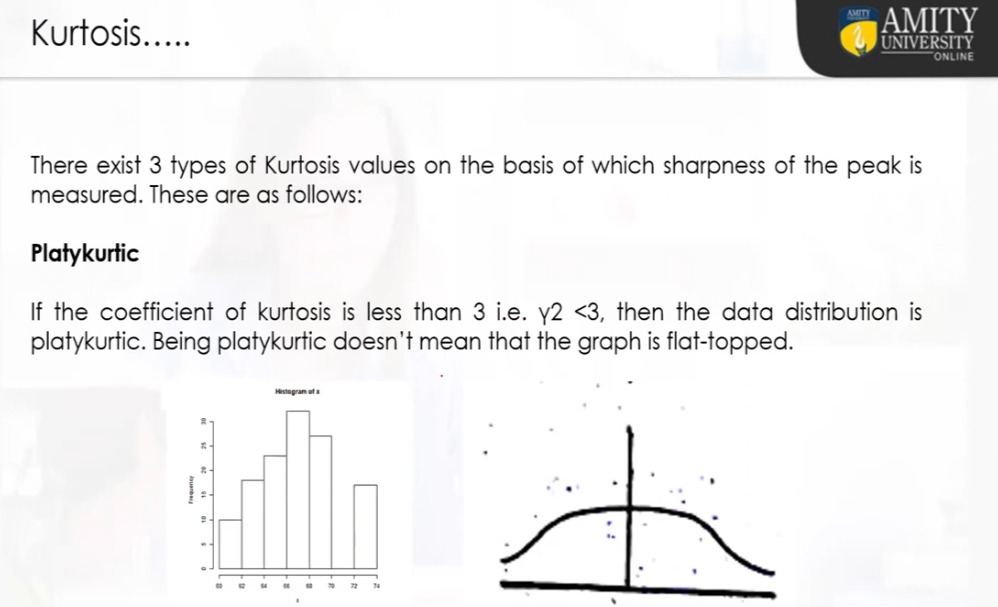 Kurtosis.....
AMITY
UNIVERSITY
ONLINE
There exist 3 types of Kurtosis values on the basis of which sharpness of the peak is
measured. These are as follows:
Platykurtic
If the coefficient of kurtosis is less than 3 i.e. γ2 <3, then the data distribution is
platykurtic. Being platykurtic doesn't mean that the graph is flat-topped.
Histogram of x
Frequency
30
25
20
15
10
5
0
60 62 64 66 68 70 72 74
x